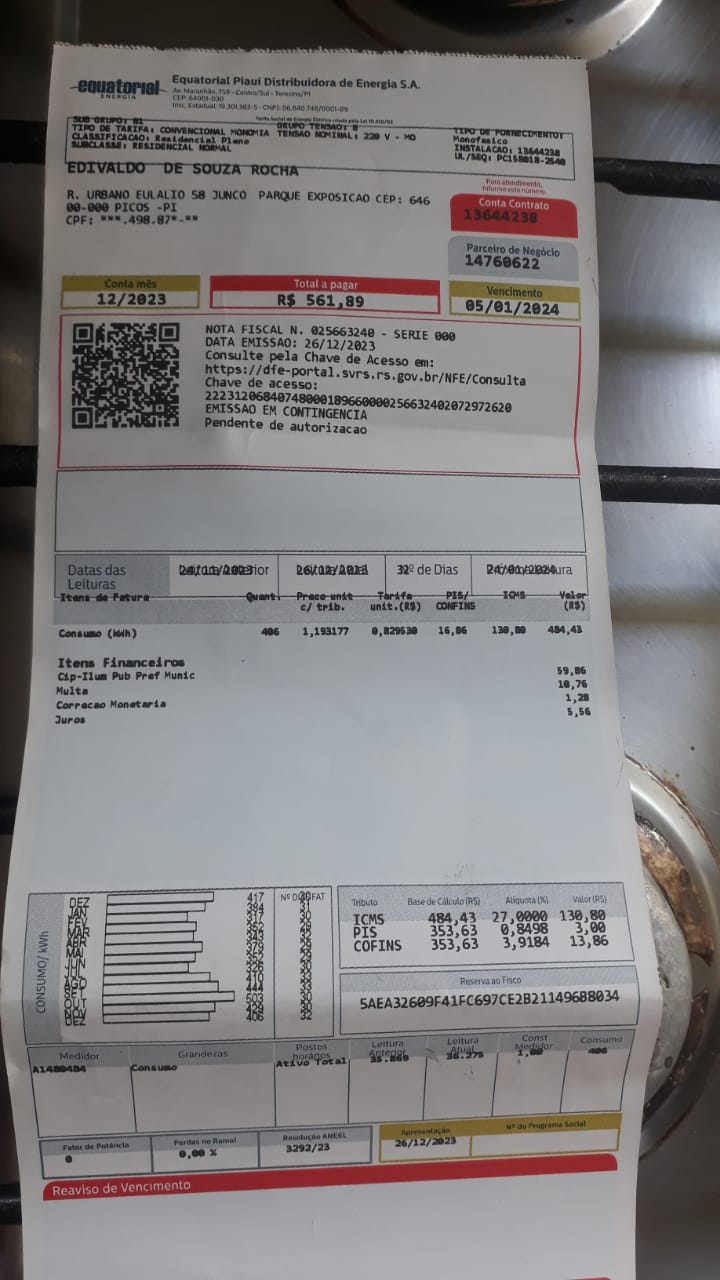 equatorial
ENERGIA
Equatorial Piauí Distribuidora de Energia S.A.
Av. Maranhão, 759 - Centro/Sul - Teresina/PI
CEP: 64001-030
Insc. Estadual: 19.301.383-5 - CNPJ: 06.840.748/0001-89
Tarifa Social de Energia Elétrica criada pela Lei 10.438/02
SUB GRUPO: B1
GRUPO TENSAO: B
TIPO DE TARIFA: CONVENCIONAL MONOMIA TENSAO NOMINAL: 220 V - MO
CLASSIFICACAO: Residencial Pleno
SUBCLASSE: RESIDENCIAL NORMAL
TIPO DE FORNECIMENTO:
Monofasico
INSTALACAO: 13644238
UL/SEQ: PC15B018-2540
EDIVALDO DE SOUZA ROCHA
R. URBANO EULALIO 58 JUNCO PARQUE EXPOSICAO CEP: 646
00-000 PICOS -PI
CPF: ***.498.87*-**
Para atendimento,
informe este número.
Conta Contrato
13644238
Parceiro de Negócio
14760622
Conta mês
12/2023
Total a pagar
R$ 561,89
Vencimento
05/01/2024
NOTA FISCAL N. 025663240 - SERIE 000
DATA EMISSAO: 26/12/2023
Consulte pela Chave de Acesso em:
https://dfe-portal.svrs.rs.gov.br/NFE/Consulta
Chave de acesso:
22231206840748000189660000256632402072972620
EMISSAO EM CONTINGENCIA
Pendente de autorizacao
Datas das Leituras
24/11/2023
26/12/2023
32 Nº de Dias
24/01/2024
Itens de Fatura Quant. Preco unit c/ trib. Tarifa unit.(R$) PIS/CONFINS ICMS Valor (R$)
Consumo (kWh) 406 1,193177 0,829530 16,86 130,80 484,43
Itens Financeiros
Cip-Ilum Pub Pref Munic 59,86
Multa 10,76
Correcao Monetaria 1,28
Juros 5,56
CONSUMO/ kWh
Nº DIAS FAT
DEZ 417 30
JAN 384 31
FEV 317 30
MAR 352
ABR 343
MAI 379
JUN 352
JUL 326 30
AGO 410
SET 444 33
OUT 503 30
NOV 429 30
DEZ 406 32
Tributo Base de Cálculo (R$) Alíquota (%) Valor (R$)
ICMS 484,43 27,0000 130,80
PIS 353,63 0,8498 3,00
COFINS 353,63 3,9184 13,86
Reserva ao Fisco
5AEA32609F41FC697CE2B211496B8034
Medidor Grandezas Postos horários Leitura Anterior Leitura Atual Const Medidor Consumo
A1480484 Consumo Ativo Total 35.869 36.275 1,00 406
Fator de Potência
0
Perdas no Ramal
0,00 %
Resolução ANEEL
3292/23
Apresentação
26/12/2023
Nº do Programa Social
Reaviso de Vencimento